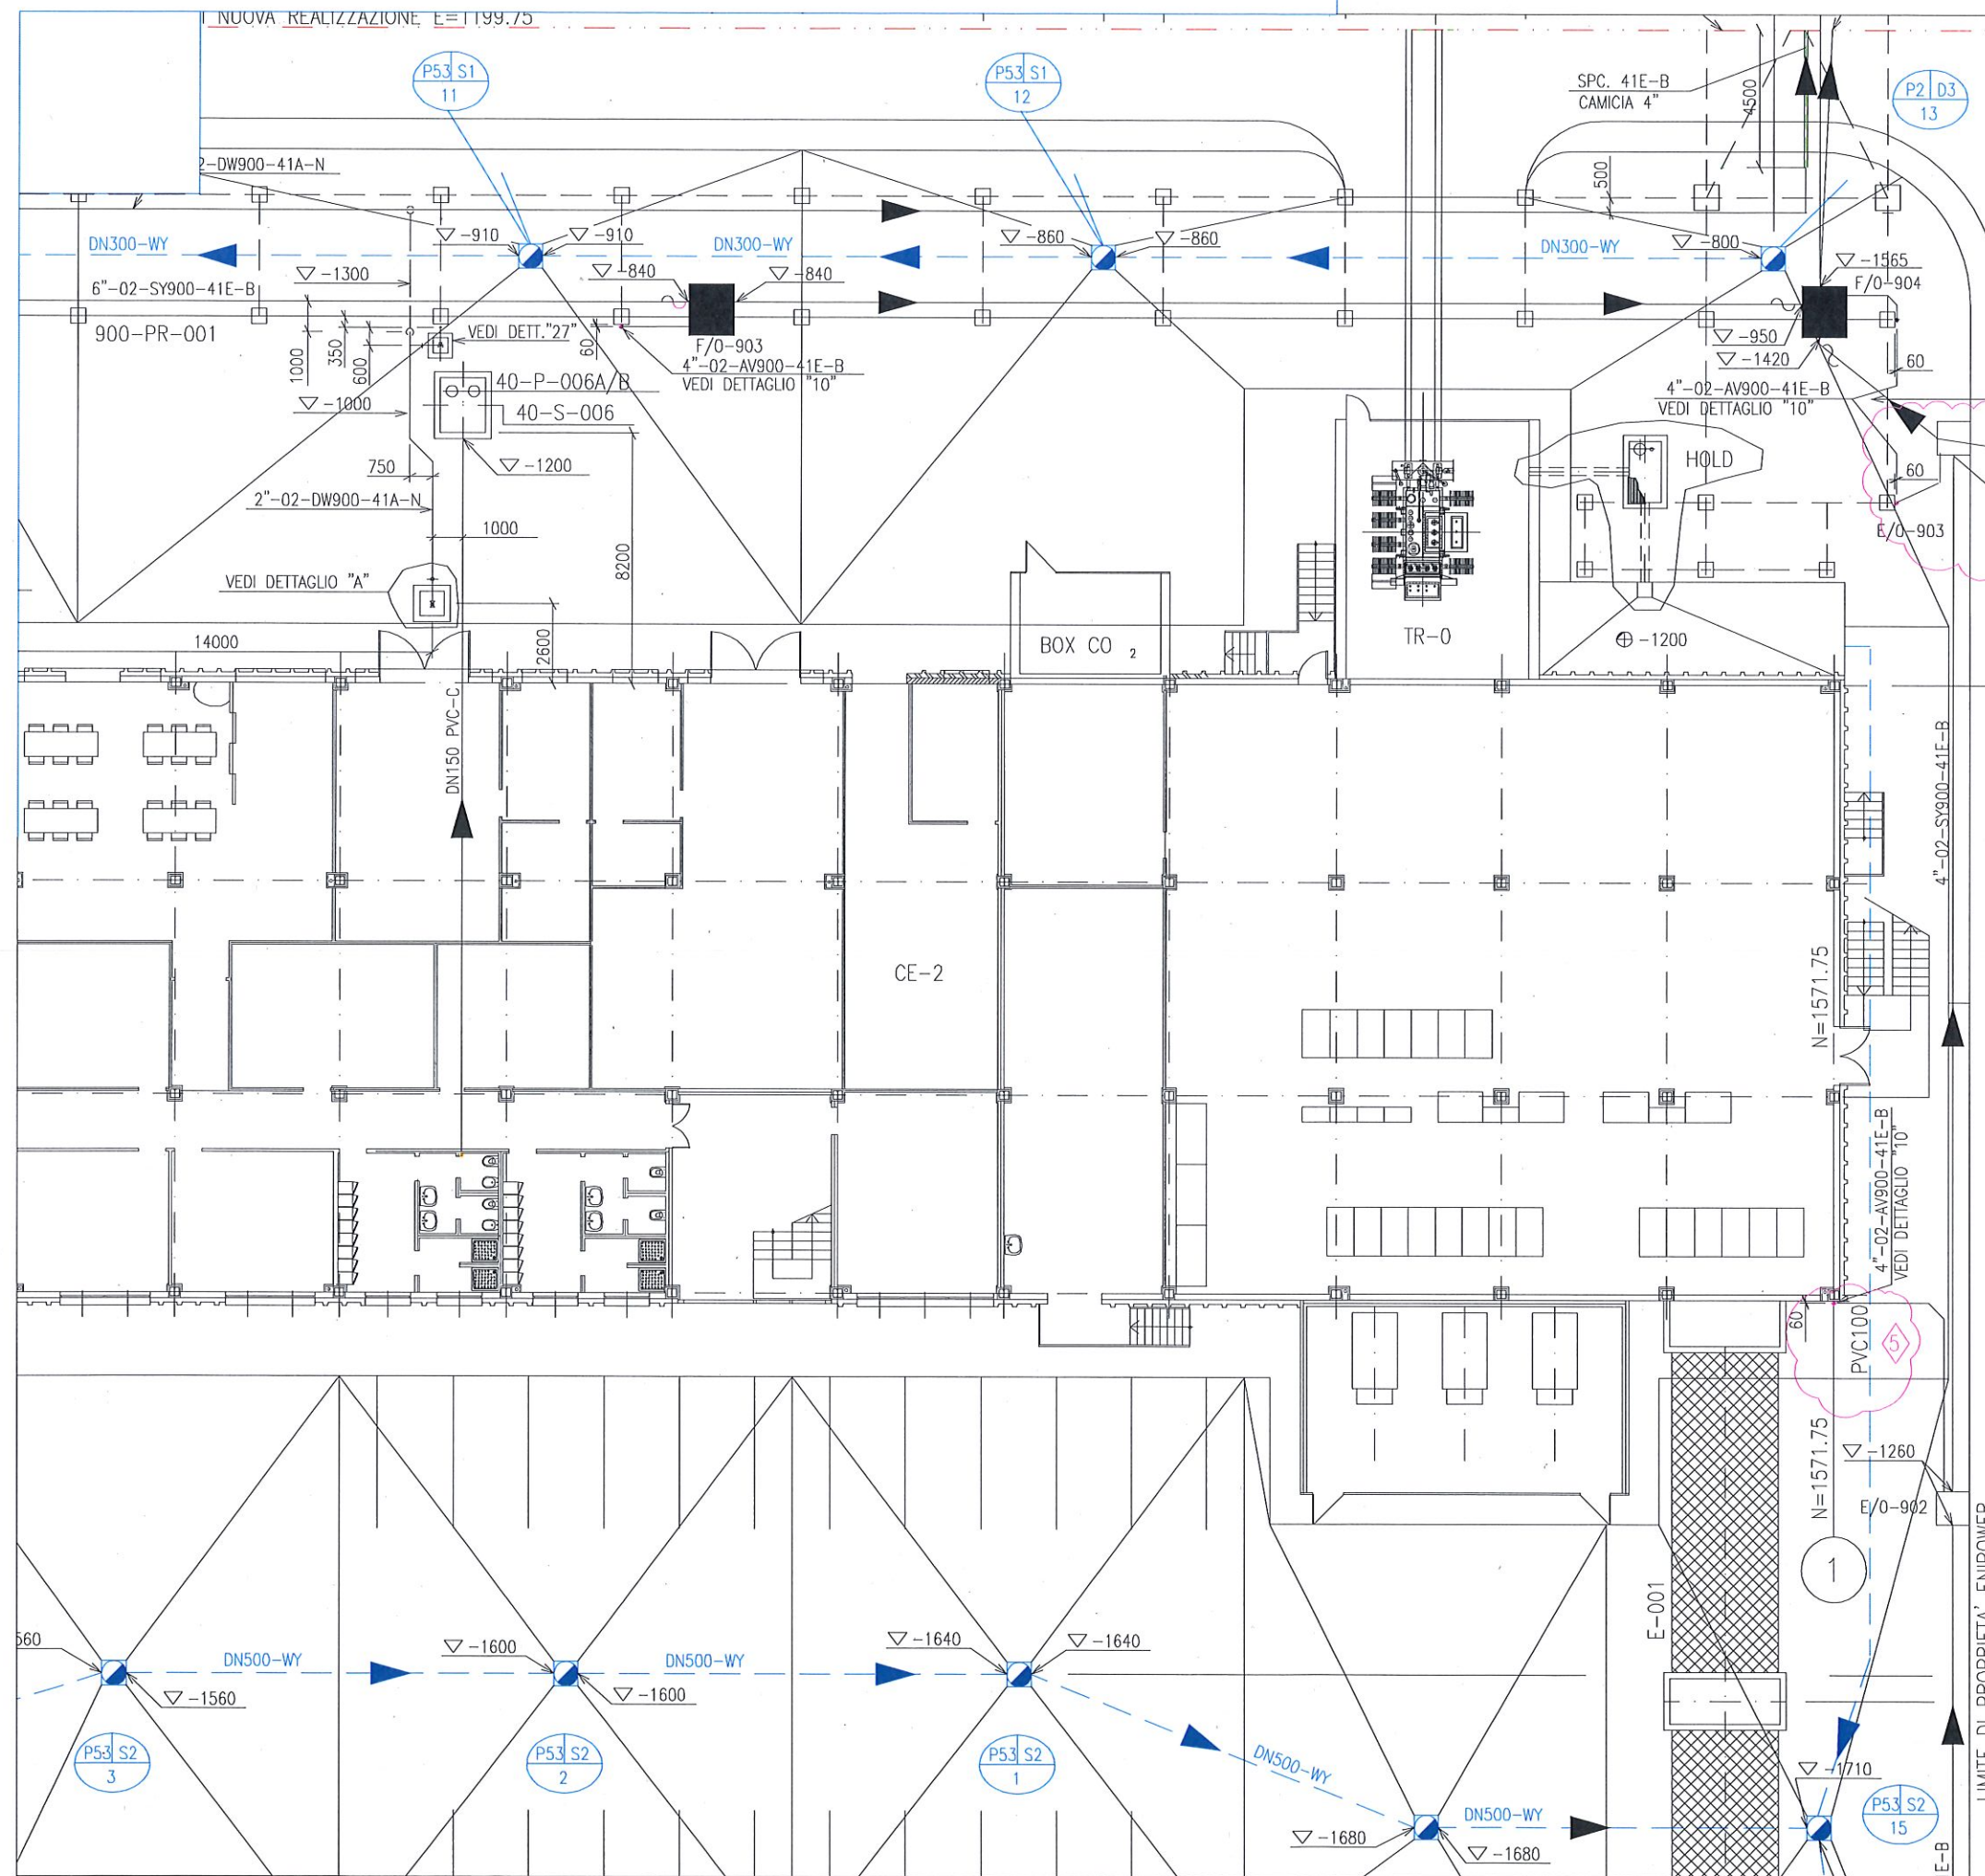 NUOVA REALIZZAZIONE E=1199.75
P53 S1
11
P53 S1
12
SPC. 41E-B
CAMICIA 4"
4500
P2 D3
13
2-DW900-41A-N
500
DN300-WY
-910
-910
DN300-WY
-860
-860
DN300-WY
-800
-1565
F/0-904
-1300
-840
-840
6"-02-SY900-41E-B
900-PR-001
1000
350
600
VEDI DETT."27"
60
F/0-903
4"-02-AV900-41E-B
VEDI DETTAGLIO "10"
-950
-1420
60
40-P-006A/B
40-S-006
-1000
4"-02-AV900-41E-B
VEDI DETTAGLIO "10"
750
-1200
HOLD
60
2"-02-DW900-41A-N
1000
8200
E/0-903
VEDI DETTAGLIO "A"
14000
2600
BOX CO 2
TR-0
-1200
DN150 PVC-C
4"-02-SY900-41E-B
CE-2
N=1571.75
4"-02-AV900-41E-B
VEDI DETTAGLIO "10"
60
PVC100
5
N=1571.75
-1260
E/0-902
LIMITE DI PROPRIETA' ENIPOWER
1
E-001
560
DN500-WY
-1600
DN500-WY
-1640
-1640
-1560
-1600
P53 S2
3
P53 S2
2
P53 S2
1
DN500-WY
-1710
DN500-WY
P53 S2
15
-1680
-1680
E-B